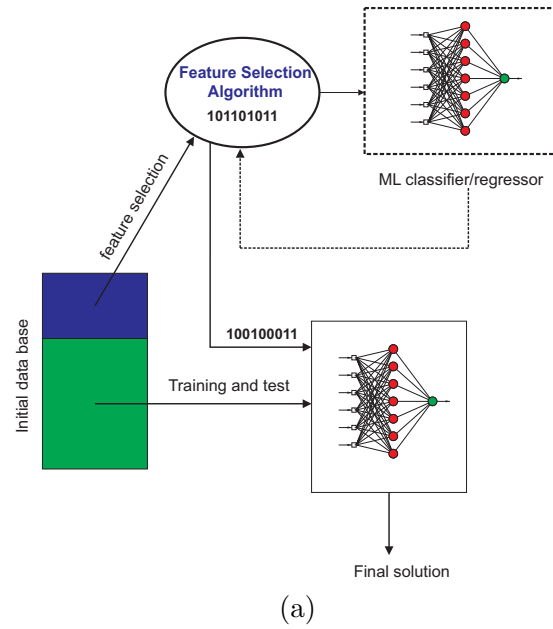 Feature Selection
Algorithm
101101011
ML classifier/regressor
feature selection
Initial data base
100100011
Training and test
Final solution
(a)